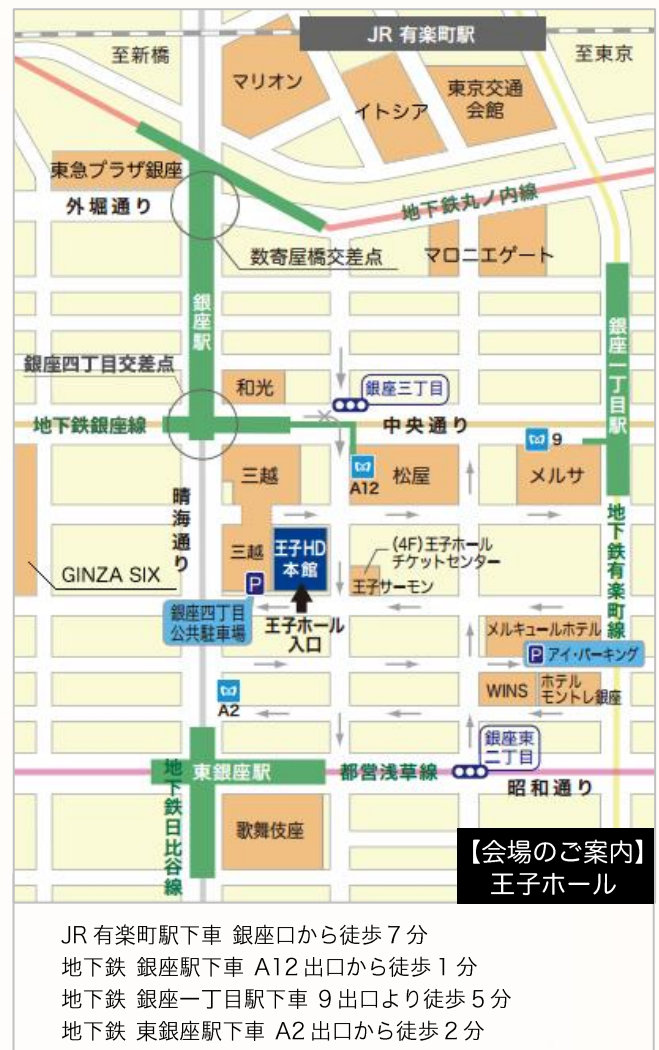 JR 有楽町駅
至新橋
至東京
マリオン
イトシア
東京交通
会館
東急プラザ銀座
外堀通り
地下鉄丸ノ内線
数寄屋橋交差点
マロニエゲート
銀座駅
銀座一丁目駅
銀座四丁目交差点
和光
銀座三丁目
地下鉄銀座線
中央通り
9
三越
A12
松屋
メルサ
晴海通り
地下鉄有楽町線
三越
王子HD
本館
(4F)王子ホール
チケットセンター
GINZA SIX
P
王子サーモン
銀座四丁目
公共駐車場
王子ホール
入口
メルキュールホテル
P アイ・パーキング
WINS
ホテル
モントレ銀座
A2
銀座東
二丁目
東銀座駅
都営浅草線
昭和通り
地下鉄日比谷線
歌舞伎座
【会場のご案内】
王子ホール
JR 有楽町駅下車 銀座口から徒歩 7 分
地下鉄 銀座駅下車 A12 出口から徒歩 1 分
地下鉄 銀座一丁目駅下車 9 出口より徒歩 5 分
地下鉄 東銀座駅下車 A2 出口から徒歩 2 分